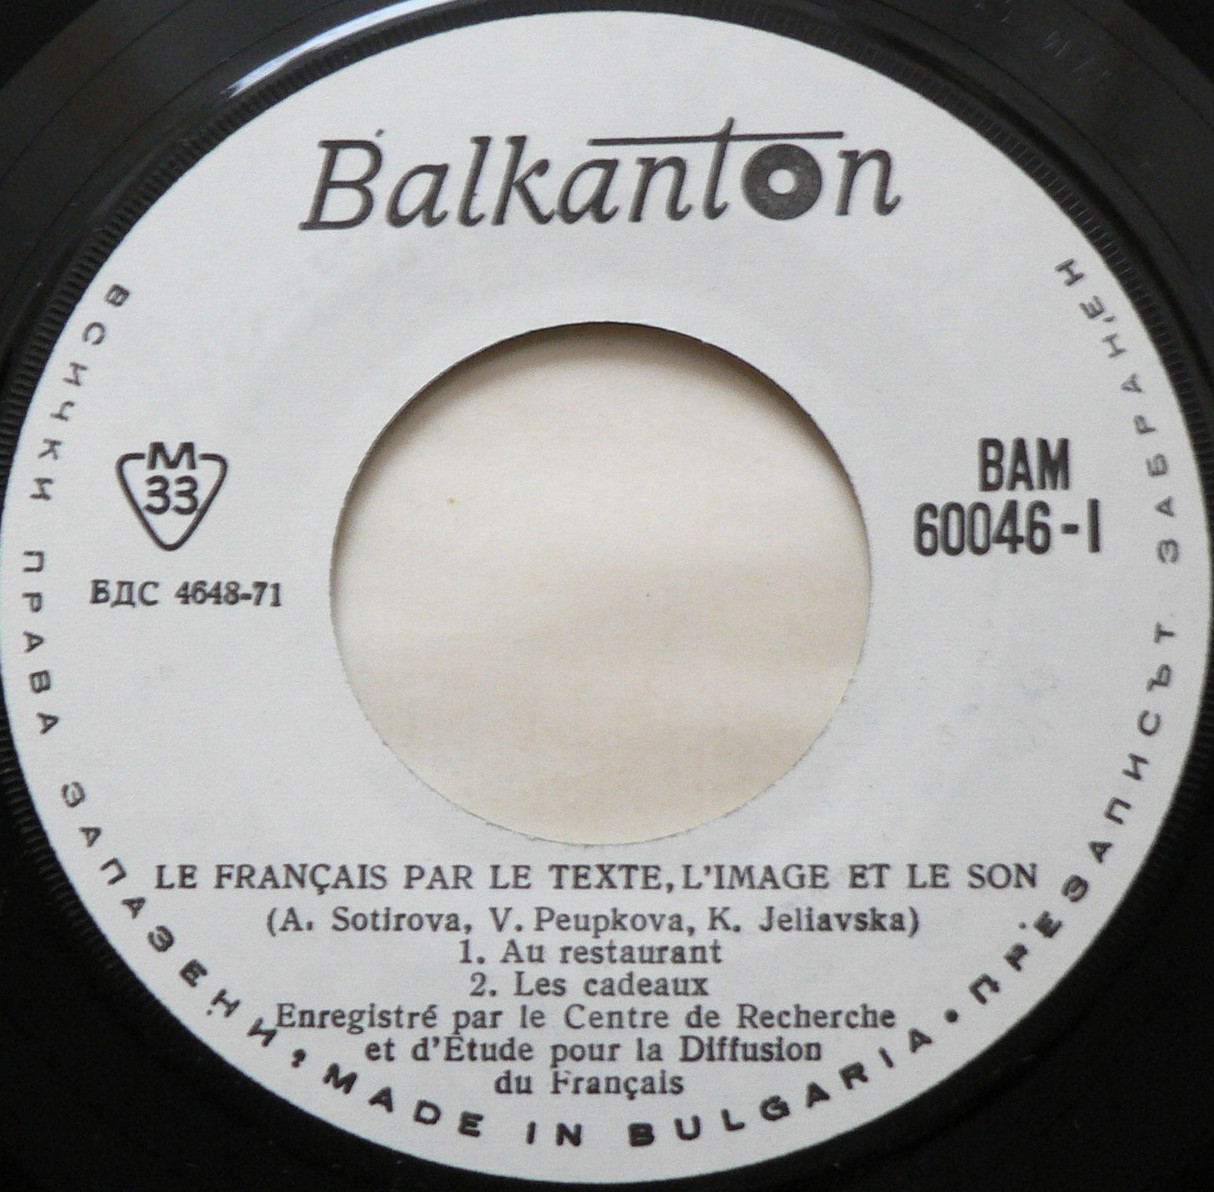 Balkanton
M
33
БДС 4648-71
BAM
60046-I
LE FRANÇAIS PAR LE TEXTE, L'IMAGE ET LE SON
(A. Sotirova, V. Peupkova, K. Jeliavska)
1. Au restaurant
2. Les cadeaux
Enregistré par le Centre de Recherche
et d'Etude pour la Diffusion
du Français
ВСИЧКИ ПРАВА ЗАПАЗЕНИ • MADE IN BULGARIA • ПРЕЗАПИСЪТ ЗАБРАНЕН